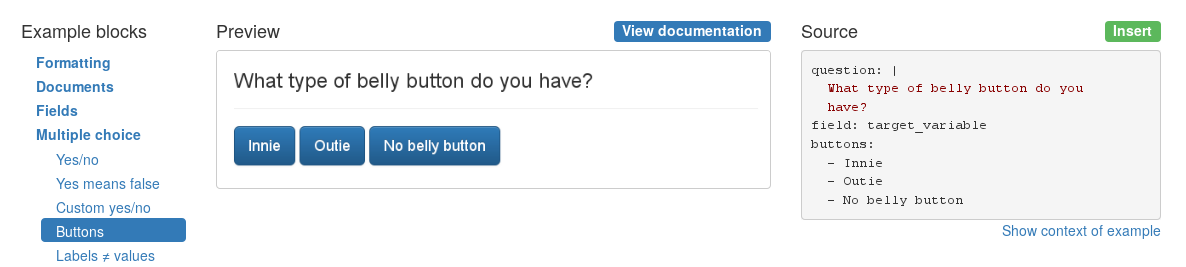 Example blocks
Formatting
Documents
Fields
Multiple choice
Yes/no
Yes means false
Custom yes/no
Buttons
Labels ≠ values
Preview
View documentation
What type of belly button do you have?
Innie
Outie
No belly button
Source
Insert
question: |
What type of belly button do you
have?
field: target_variable
buttons:
- Innie
- Outie
- No belly button
Show context of example